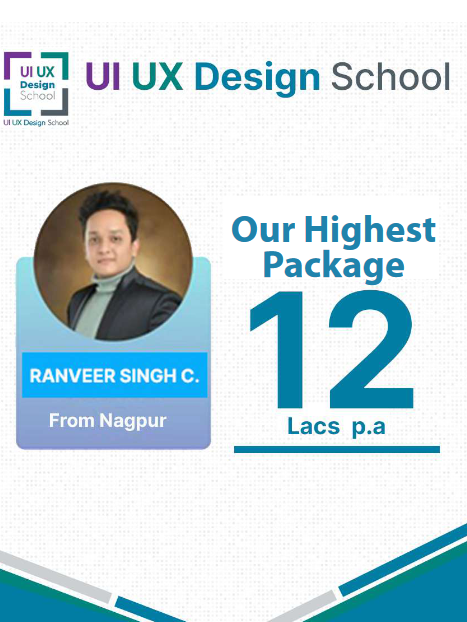 UI UX
Design
School
UI UX Design School
UI UX Design School
Our Highest
Package
12
Lacs p.a
RANVEER SINGH C.
From Nagpur